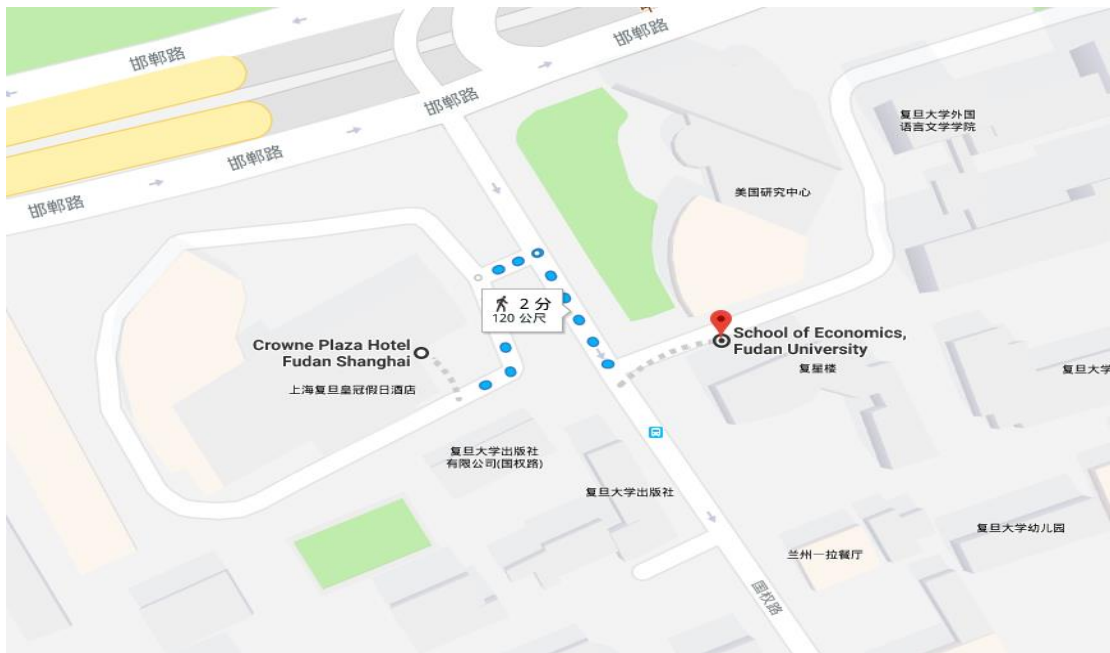 邯郸路
邯郸路
邯郸路
邯郸路
邯郸路
复旦大学外国
语言文学学院
美国研究中心
2 分
120 公尺
Crowne Plaza Hotel
Fudan Shanghai
上海复旦皇冠假日酒店
School of Economics,
Fudan University
复星楼
复旦大学
复旦大学出版社
有限公司(国权路)
复旦大学出版社
复旦大学幼儿园
兰州一拉餐厅
国权路